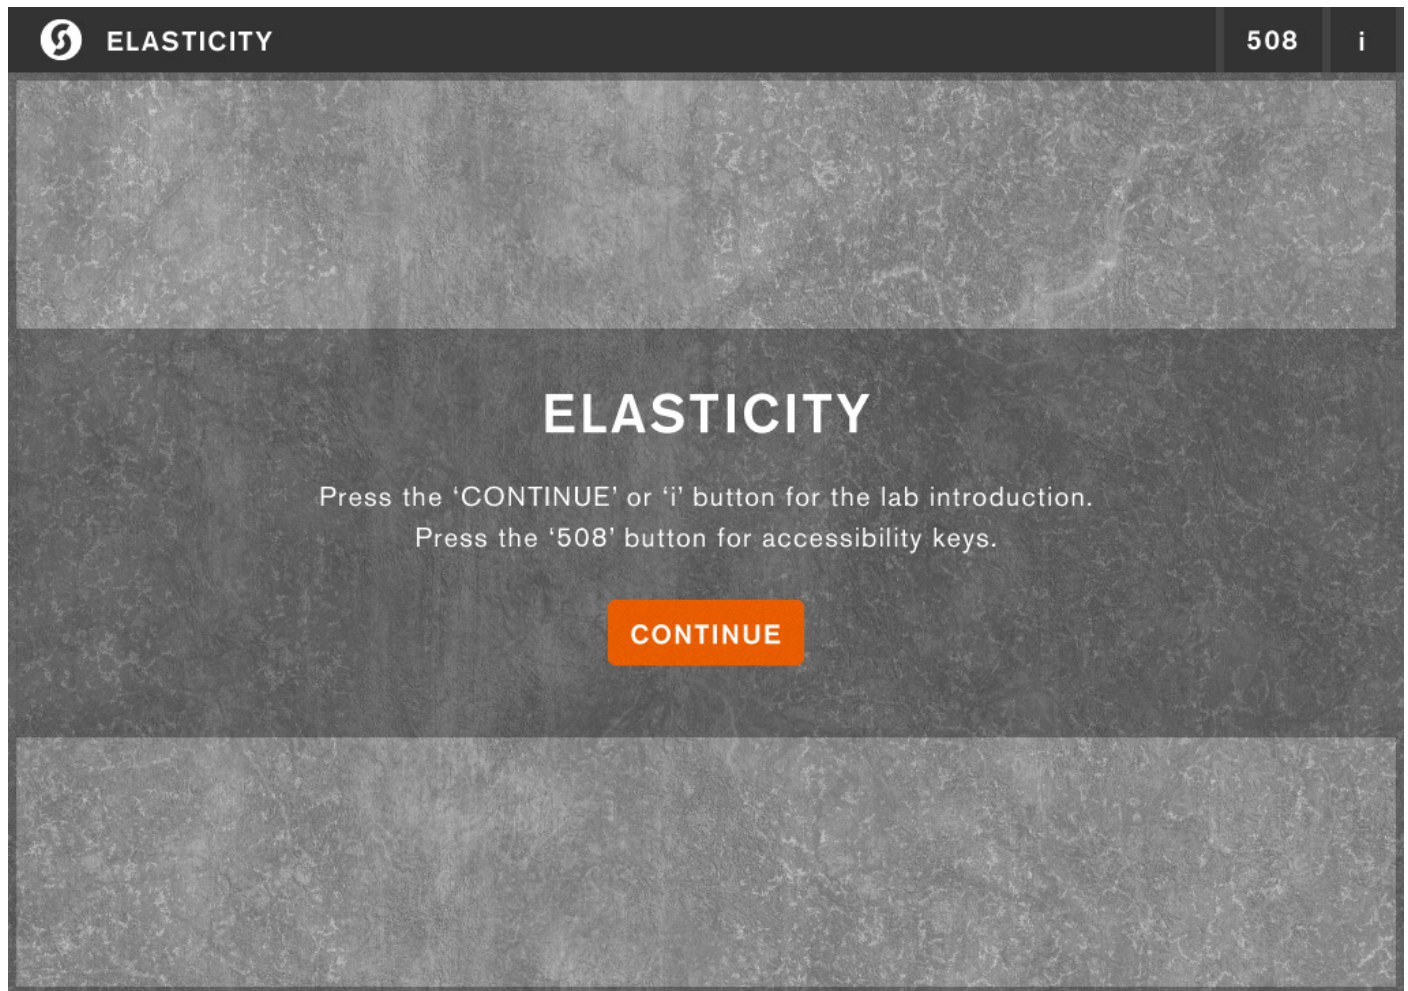 ELASTICITY
508
i
ELASTICITY
Press the ‘CONTINUE’ or ‘i’ button for the lab introduction.
Press the ‘508’ button for accessibility keys.
CONTINUE